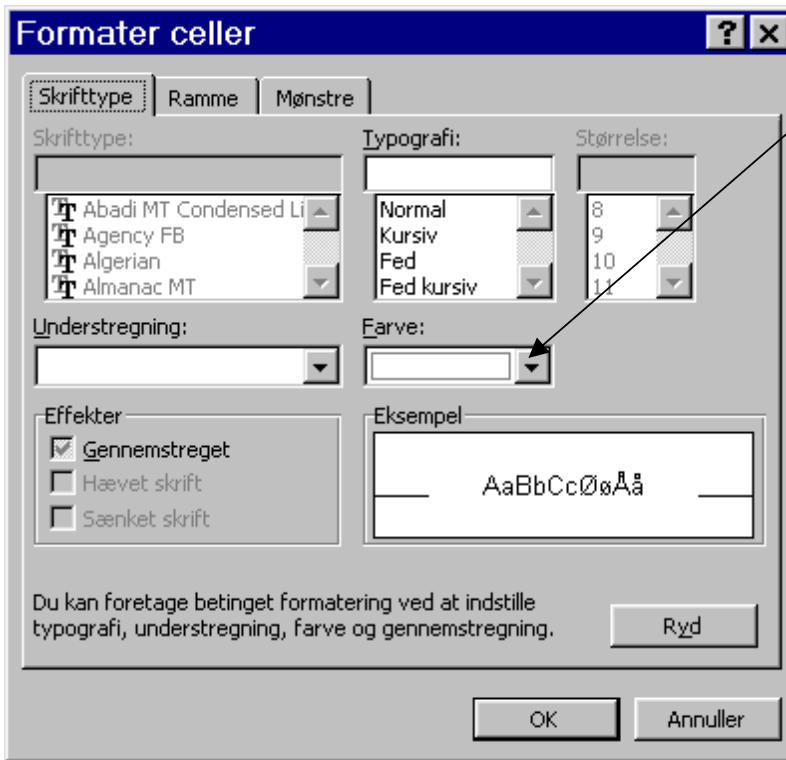 Formater celler
Skrifttype Ramme Mønstre
Skrifttype: Typografi: Størrelse:
Abadi MT Condensed Li Normal 8
Agency FB Kursiv 9
Algerian Fed 10
Almanac MT Fed kursiv 11
Understregning: Farve:
Effekter Eksempel
Gennemstreget
Hævet skrift AaBbCcØøÅå
Sænket skrift
Du kan foretage betinget formatering ved at indstille
typografi, understregning, farve og gennemstregning.
Ryd
OK Annuller